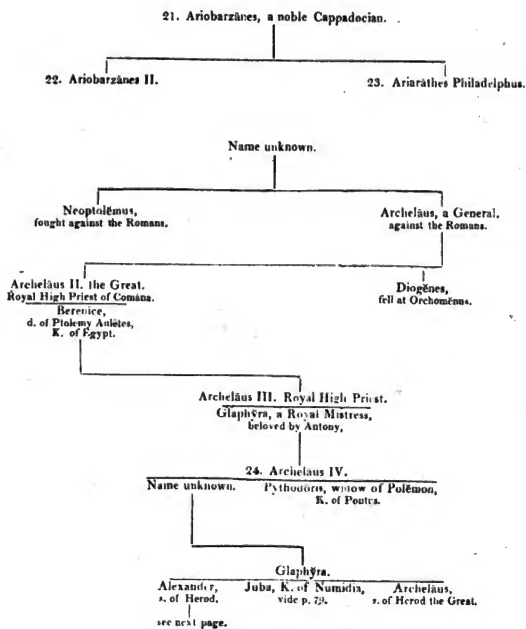 21. Ariobarzānes, a noble Cappadocian.
22. Ariobarzānes II.
23. Ariarāthes Philadelphus.
Name unknown.
Neoptolĕmus,
fought against the Romans.
Archelāus, a General.
against the Romans.
Archelāus II. the Great.
Royal High Priest of Comāna.
Berenice,
d. of Ptolemy Aulētes,
K. of Egypt.
Diogĕnes,
fell at Orchomĕnus.
Archelāus III. Royal High Priest.
Glaphȳra, a Royal Mistress,
beloved by Antony,
24. Archelāus IV.
Name unknown.
Pythodōris, widow of Polĕmon,
K. of Pontus.
Glaphȳra.
Alexander,
s. of Herod.
see next page.
Juba, K. of Numidia,
vide p. 79.
Archelāus,
s. of Herod the Great.